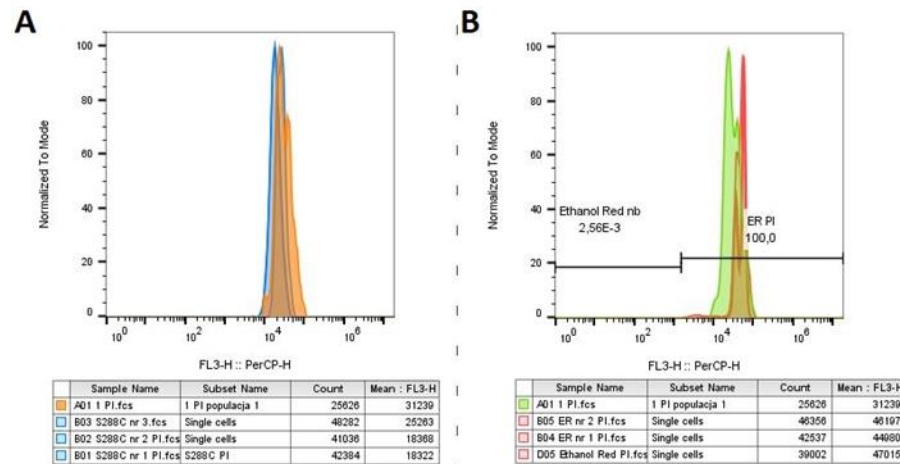 A
B
Normalized To Mode
100
80
60
40
20
0
10^0 10^2 10^4 10^6
FL3-H :: PerCP-H
Sample Name Subset Name Count Mean : FL3-H
A01 1 PI.fcs 1 PI populacja 1 25626 31239
B03 S288C nr 3.fcs Single cells 48282 25263
B02 S288C nr 2 PI.fcs Single cells 41036 18368
B01 S288C nr 1 PI.fcs S288C PI 42384 18322
Normalized To Mode
100
80
60
40
20
0
Ethanol Red nb
2,56E-3
ER PI
100,0
10^0 10^2 10^4 10^6
FL3-H :: PerCP-H
Sample Name Subset Name Count Mean : FL3-H
A01 1 PI.fcs 1 PI populacja 1 25626 31239
B05 ER nr 2 PI.fcs Single cells 46356 46197
B04 ER nr 1 PI.fcs Single cells 42537 44980
D05 Ethanol Red PI.fcs Single cells 39002 47015